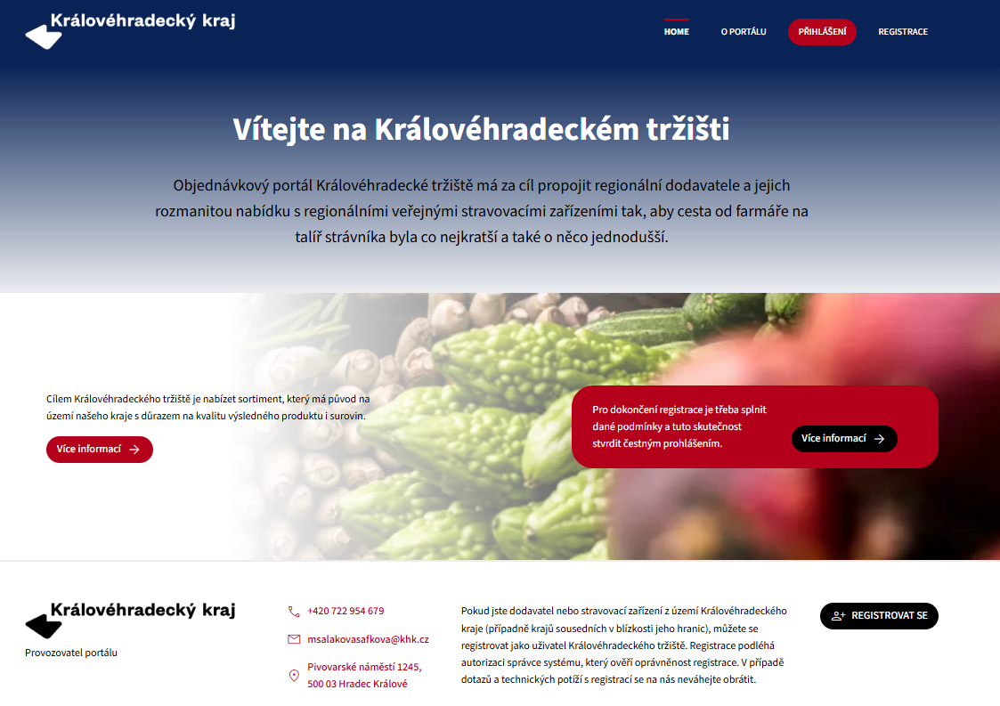 Královéhradecký kraj
HOME
O PORTÁLU
PŘIHLÁŠENÍ
REGISTRACE
Vítejte na Královéhradeckém tržišti
Objednávkový portál Královéhradecké tržiště má za cíl propojit regionální dodavatele a jejich
rozmanitou nabídku s regionálními veřejnými stravovacími zařízeními tak, aby cesta od farmáře na
talíř strávníka byla co nejkratší a také o něco jednodušší.
Cílem Královéhradeckého tržiště je nabízet sortiment, který má původ na
území našeho kraje s důrazem na kvalitu výsledného produktu i surovin.
Více informací
Pro dokončení registrace je třeba splnit
dané podmínky a tuto skutečnost
stvrdit čestným prohlášením.
Více informací
Královéhradecký kraj
Provozovatel portálu
+420 722 954 679
msalakovasafkova@khk.cz
Pivovarské náměstí 1245,
500 03 Hradec Králové
Pokud jste dodavatel nebo stravovací zařízení z území Královéhradeckého
kraje (případně krajů sousedních v blízkosti jeho hranic), můžete se
registrovat jako uživatel Královéhradeckého tržiště. Registrace podléhá
autorizaci správce systému, který ověří oprávněnost registrace. V případě
dotazů a technických potíží s registrací se na nás neváhejte obrátit.
REGISTROVAT SE